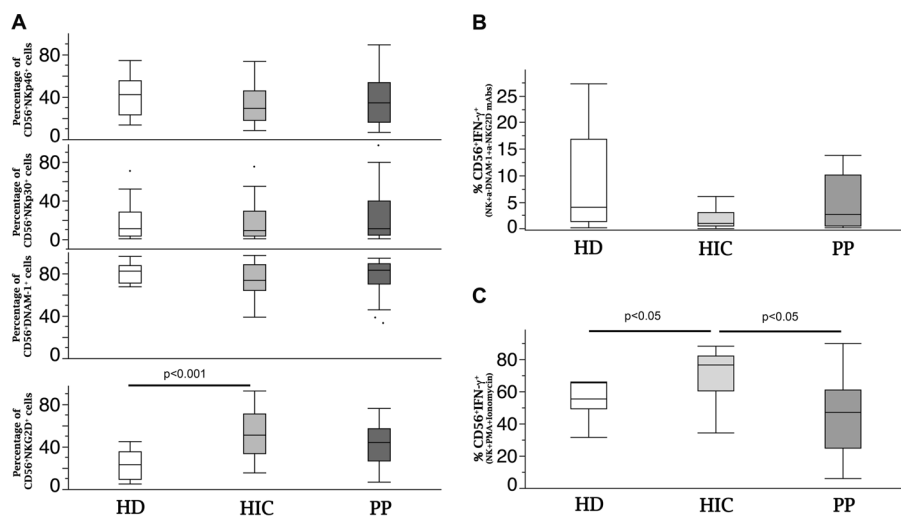 A
Percentage of
CD56⁺NKp46⁺ cells
80
40
0
Percentage of
CD56⁺NKp30⁺ cells
80
40
0
Percentage of
CD56⁺DNAM-1⁺ cells
80
40
0
p<0.001
Percentage of
CD56⁺NKG2D⁺ cells
80
40
0
HD HIC PP
B
% CD56⁺IFN-γ⁺
(NK+a-DNAM-1+a-NKG2D mAbs)
25
20
15
10
5
0
HD HIC PP
C
p<0.05 p<0.05
% CD56⁺IFN-γ⁺
(NK+PMA+ionomycin)
80
60
40
20
0
HD HIC PP